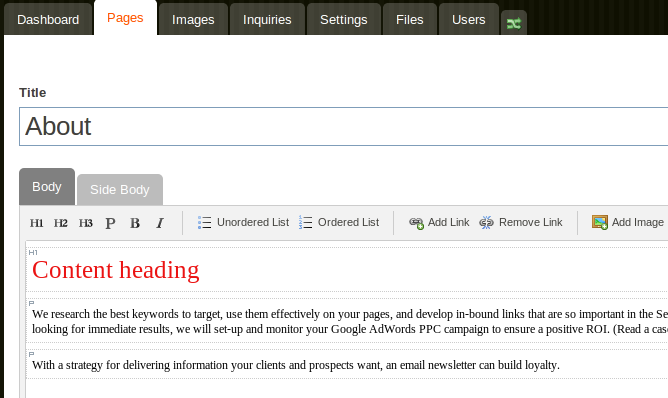 Dashboard Pages Images Inquiries Settings Files Users
Title
About
Body Side Body
H1 H2 H3 P B I Unordered List Ordered List Add Link Remove Link Add Image
H1
Content heading
P
We research the best keywords to target, use them effectively on your pages, and develop in-bound links that are so important in the Se
looking for immediate results, we will set-up and monitor your Google AdWords PPC campaign to ensure a positive ROI. (Read a cas
P
With a strategy for delivering information your clients and prospects want, an email newsletter can build loyalty.